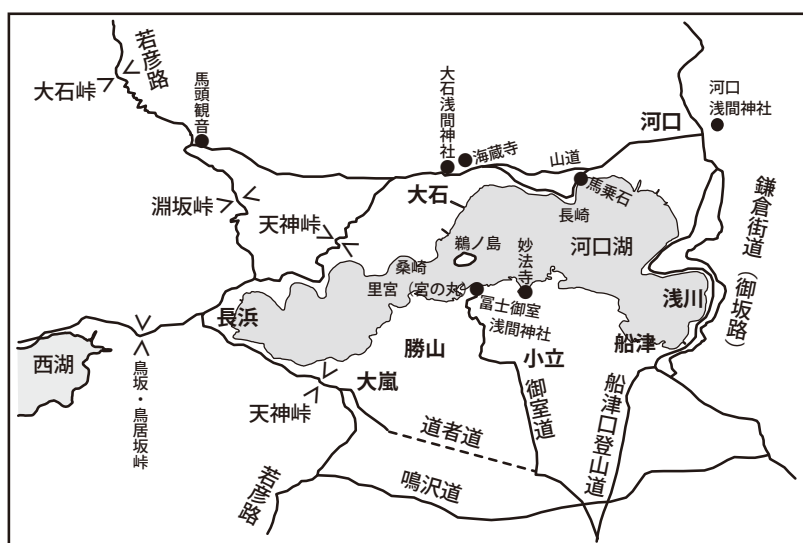 若彦路
大石峠
馬頭観音
大石浅間神社
海蔵寺
山道
河口
河口
浅間神社
馬乗石
大石
長崎
淵坂峠
天神峠
鎌倉街道（御坂路）
鵜ノ島
妙法寺
河口湖
桑崎
里宮（宮の丸）
冨士御室
浅間神社
浅川
長浜
勝山
小立
船津
西湖
鳥坂・鳥居坂峠
大嵐
天神峠
御室道
船津口登山道
道者道
鳴沢道
若彦路